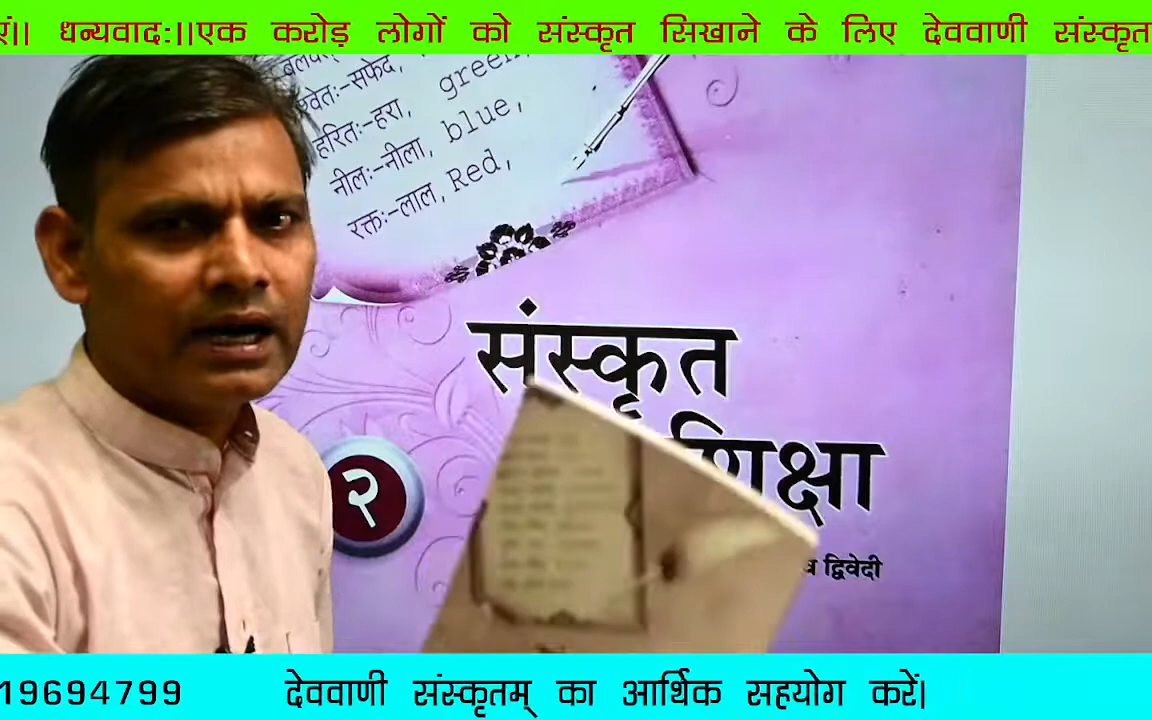 ।। धन्यवादः।।एक करोड़ लोगों को संस्कृत सिखाने के लिए देववाणी संस्कृत
श्वेतः-सफेद,
हरितः-हरा, green,
नीलः-नीला, blue,
रक्तः-लाल, Red,
संस्कृत
शिक्षा
२
द्विवेदी
19694799 देववाणी संस्कृतम् का आर्थिक सहयोग करें।